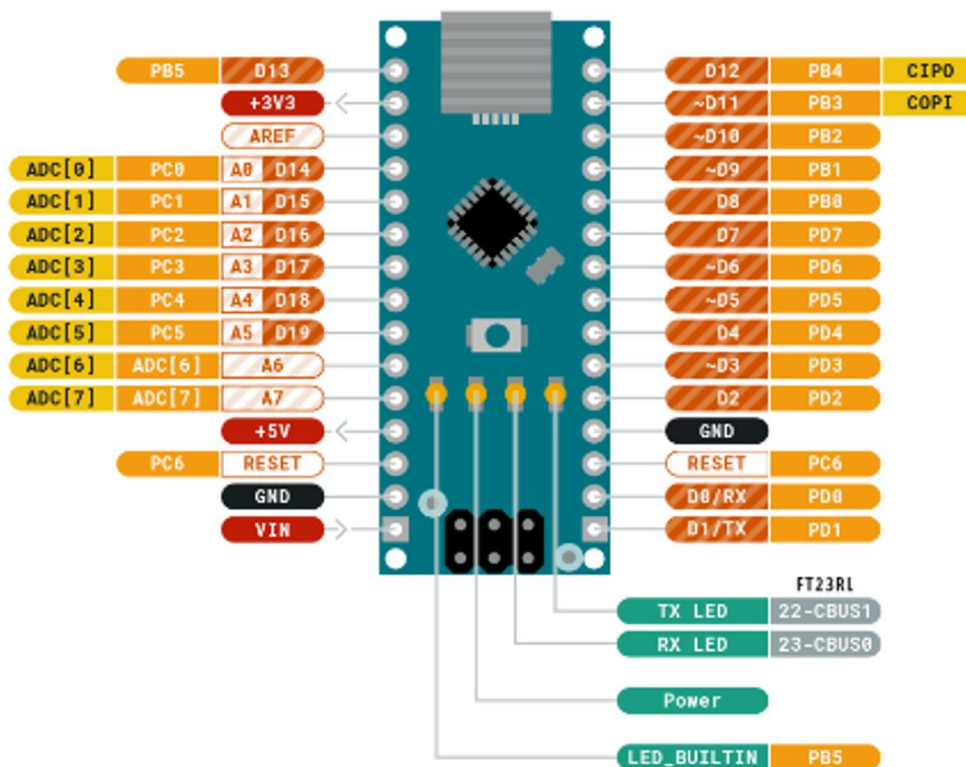 PB5 D13 D12 PB4 CIPO
+3V3 ~D11 PB3 COPI
AREF ~D10 PB2
ADC[0] PC0 A0 D14 ~D9 PB1
ADC[1] PC1 A1 D15 D8 PB0
ADC[2] PC2 A2 D16 D7 PD7
ADC[3] PC3 A3 D17 ~D6 PD6
ADC[4] PC4 A4 D18 ~D5 PD5
ADC[5] PC5 A5 D19 D4 PD4
ADC[6] ADC[6] A6 ~D3 PD3
ADC[7] ADC[7] A7 D2 PD2
+5V GND
PC6 RESET RESET PC6
GND D0/RX PD0
VIN D1/TX PD1
FT23RL
TX LED 22-CBUS1
RX LED 23-CBUS0
Power
LED_BUILTIN PB5